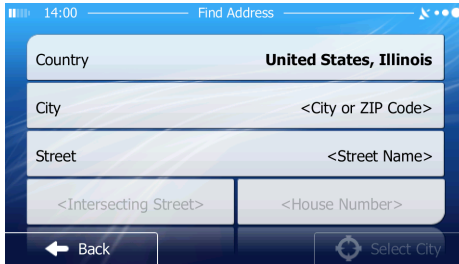 14:00 Find Address
Country United States, Illinois
City <City or ZIP Code>
Street <Street Name>
<Intersecting Street> <House Number>
Back Select City